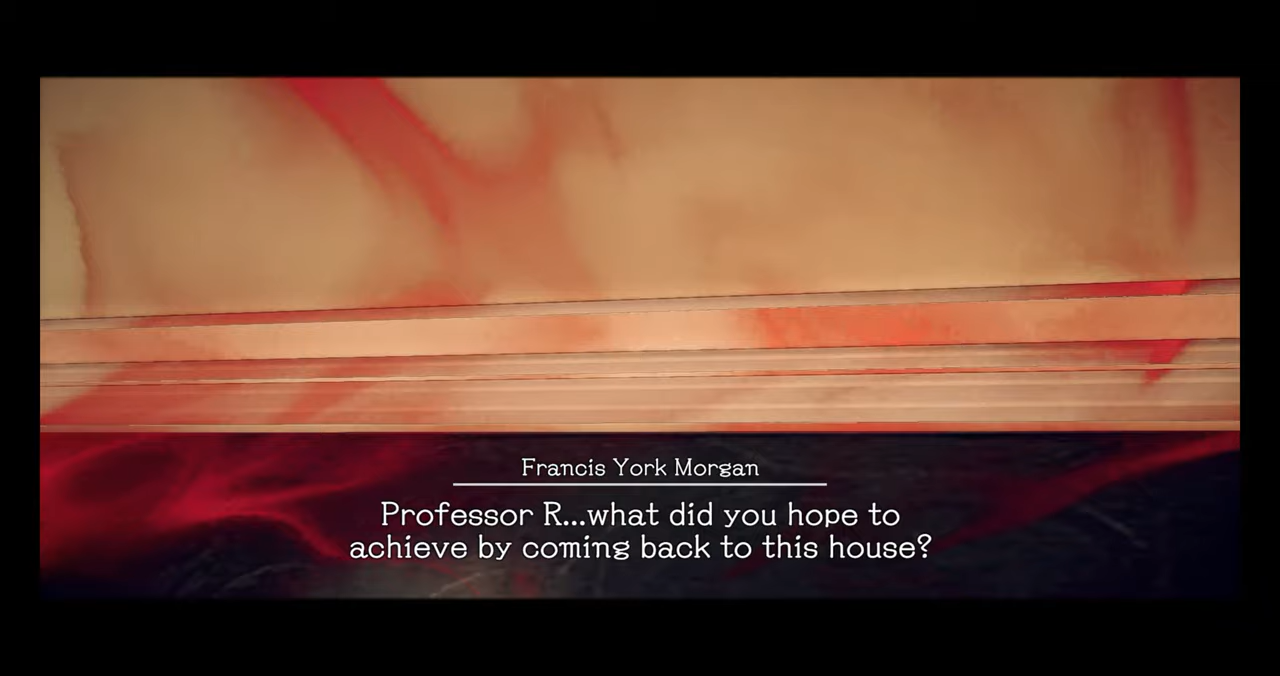 Francis York Morgan
Professor R...what did you hope to
achieve by coming back to this house?